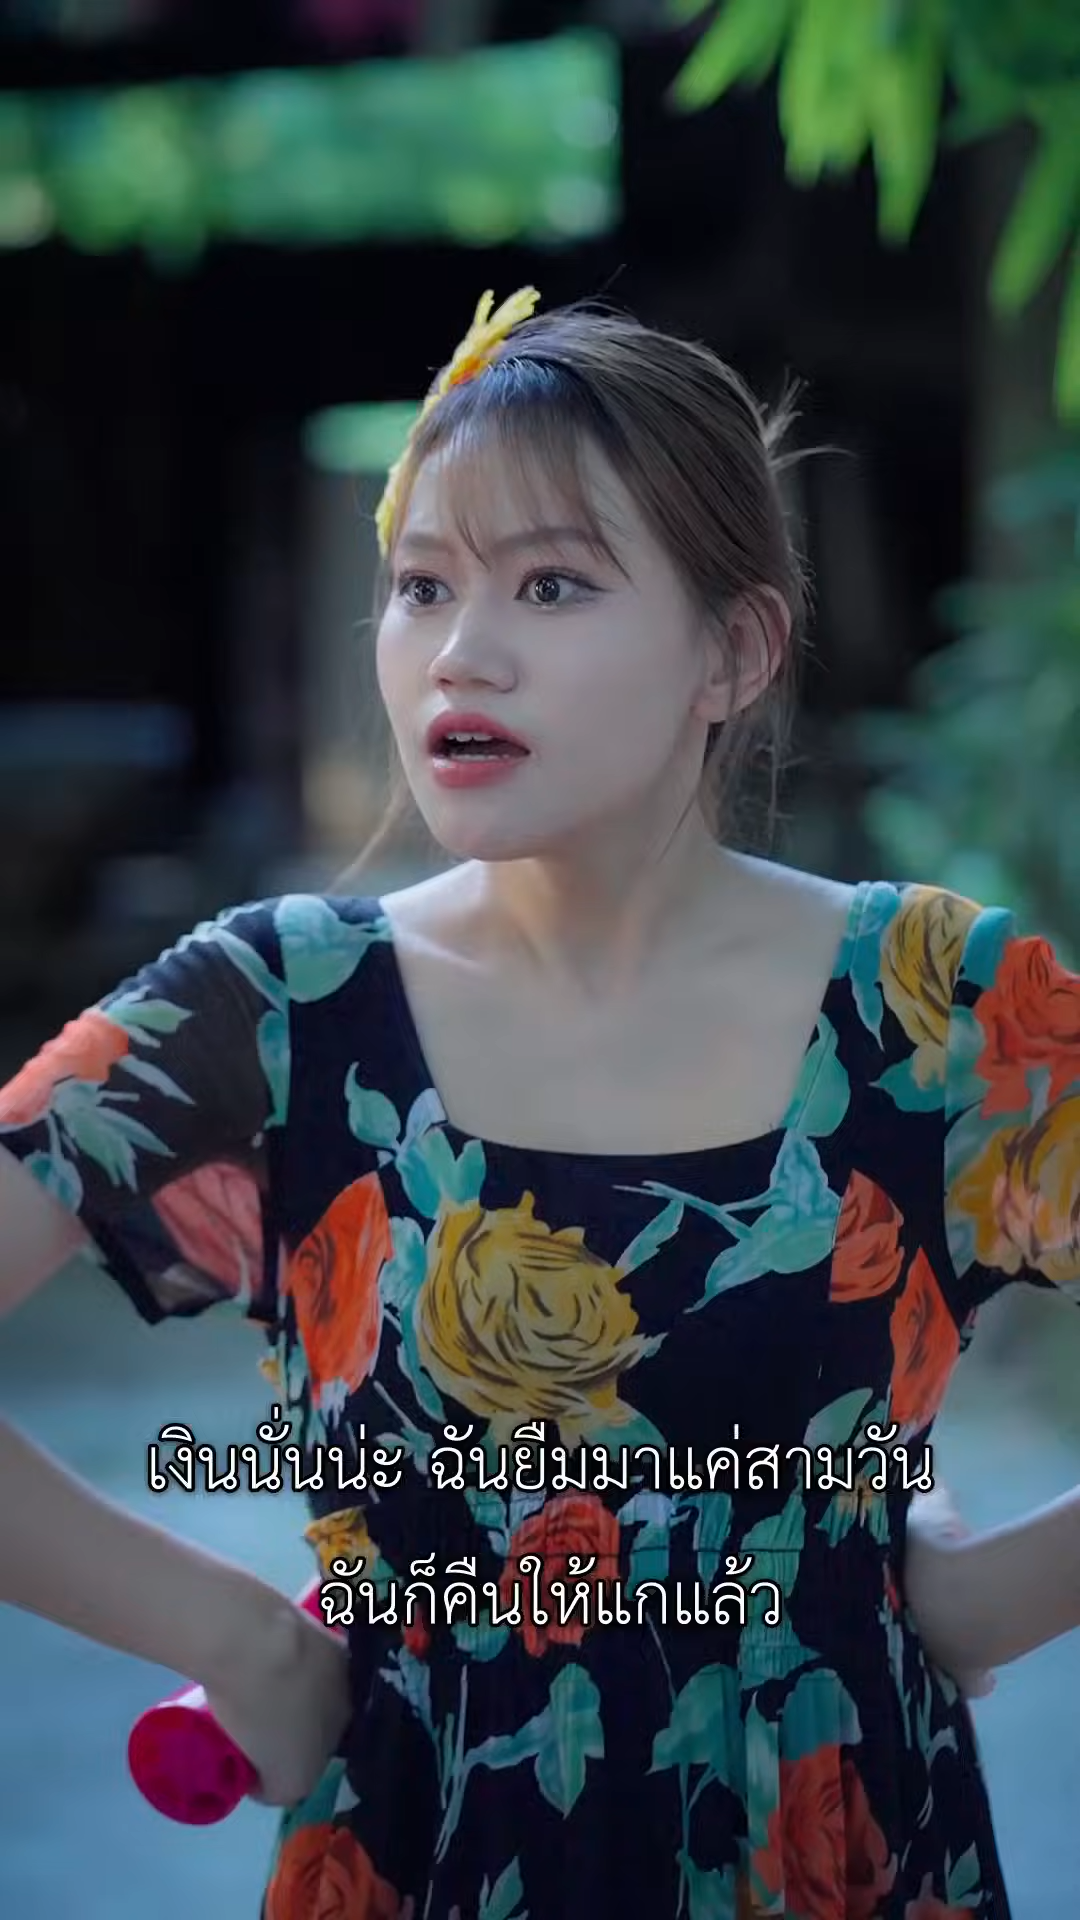 เงินนั่นน่ะ ฉันยืมมาแค่สามวัน
ฉันก็คืนให้แกแล้ว